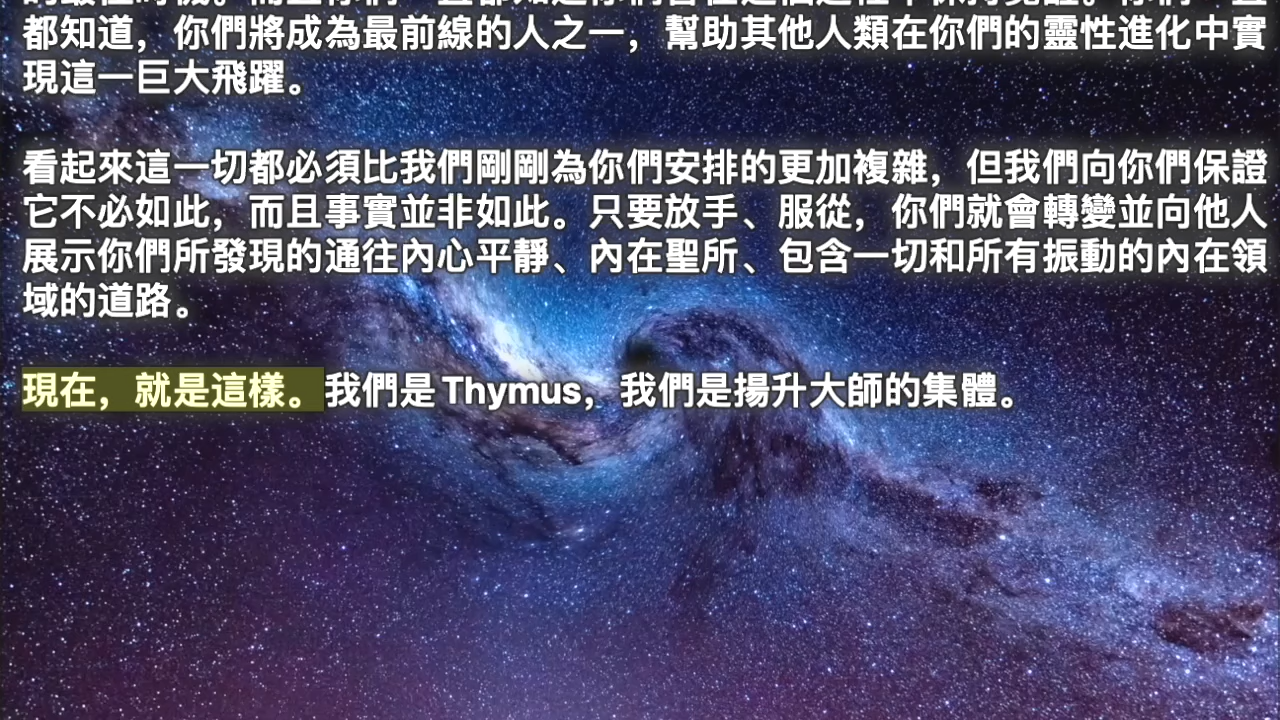 都知道，你們將成為最前線的人之一，幫助其他人類在你們的靈性進化中實
現這一巨大飛躍。
看起來這一切都必須比我們剛剛為你們安排的更加複雜，但我們向你們保證
它不必如此，而且事實並非如此。只要放手、服從，你們就會轉變並向他人
展示你們所發現的通往內心平靜、內在聖所、包含一切和所有振動的內在領
域的道路。
現在，就是這樣。我們是 Thymus，我們是揚升大師的集體。